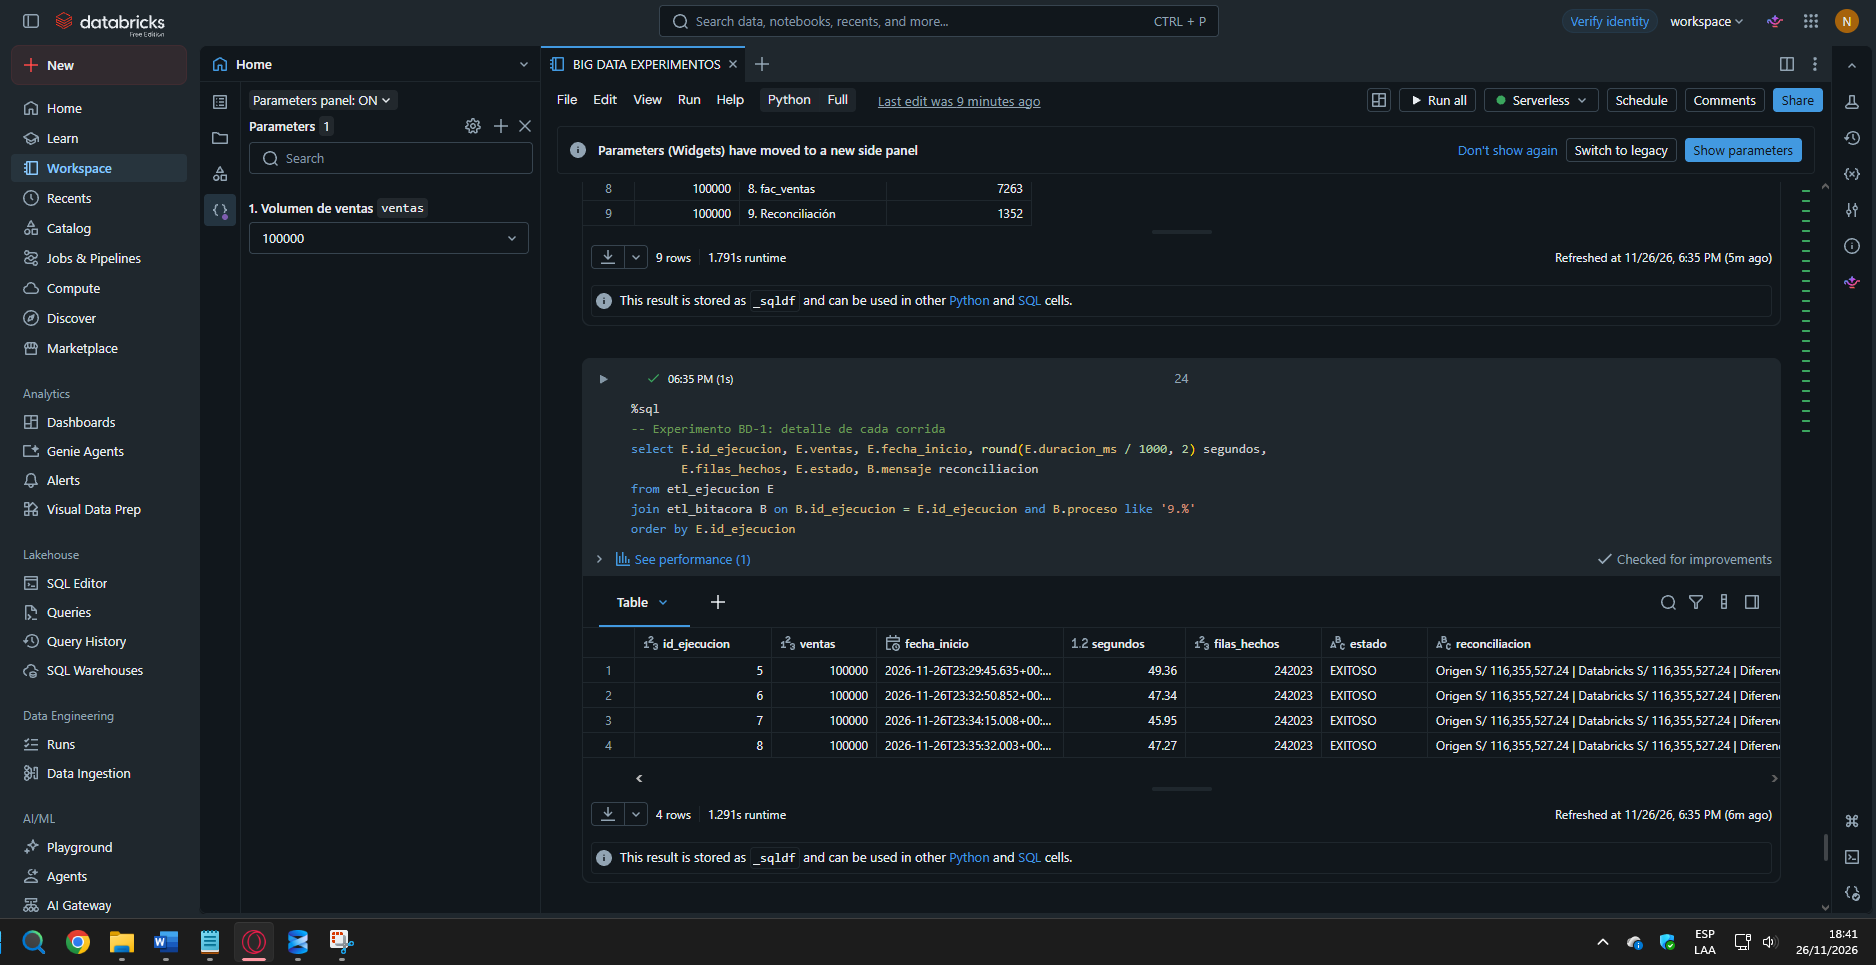 databricks
Free Edition
Search data, notebooks, recents, and more...
CTRL + P
Verify identity
workspace
N
New
Home
Learn
Workspace
Recents
Catalog
Jobs & Pipelines
Compute
Discover
Marketplace
Analytics
Dashboards
Genie Agents
Alerts
Visual Data Prep
Lakehouse
SQL Editor
Queries
Query History
SQL Warehouses
Data Engineering
Runs
Data Ingestion
AI/ML
Playground
Agents
AI Gateway
Home
Parameters panel: ON
Parameters 1
Search
1. Volumen de ventas ventas
100000
BIG DATA EXPERIMENTOS
File Edit View Run Help Python Full Last edit was 9 minutes ago
Run all Serverless Schedule Comments Share
Parameters (Widgets) have moved to a new side panel
Don't show again Switch to legacy Show parameters
8 100000 8. fac_ventas 7263
9 100000 9. Reconciliación 1352
9 rows 1.791s runtime Refreshed at 11/26/26, 6:35 PM (5m ago)
This result is stored as _sqldf and can be used in other Python and SQL cells.
06:35 PM (1s) 24
%sql
-- Experimento BD-1: detalle de cada corrida
select E.id_ejecucion, E.ventas, E.fecha_inicio, round(E.duracion_ms / 1000, 2) segundos,
E.filas_hechos, E.estado, B.mensaje reconciliacion
from etl_ejecucion E
join etl_bitacora B on B.id_ejecucion = E.id_ejecucion and B.proceso like '9.%'
order by E.id_ejecucion
See performance (1) Checked for improvements
Table
id_ejecucion ventas fecha_inicio 1.2 segundos filas_hechos estado reconciliacion
1 5 100000 2026-11-26T23:29:45.635+00:... 49.36 242023 EXITOSO Origen S/ 116,355,527.24 | Databricks S/ 116,355,527.24 | Diferen
2 6 100000 2026-11-26T23:32:50.852+00:... 47.34 242023 EXITOSO Origen S/ 116,355,527.24 | Databricks S/ 116,355,527.24 | Diferen
3 7 100000 2026-11-26T23:34:15.008+00:... 45.95 242023 EXITOSO Origen S/ 116,355,527.24 | Databricks S/ 116,355,527.24 | Diferen
4 8 100000 2026-11-26T23:35:32.003+00:... 47.27 242023 EXITOSO Origen S/ 116,355,527.24 | Databricks S/ 116,355,527.24 | Diferen
4 rows 1.291s runtime Refreshed at 11/26/26, 6:35 PM (6m ago)
This result is stored as _sqldf and can be used in other Python and SQL cells.
ESP
LAA
18:41
26/11/2026